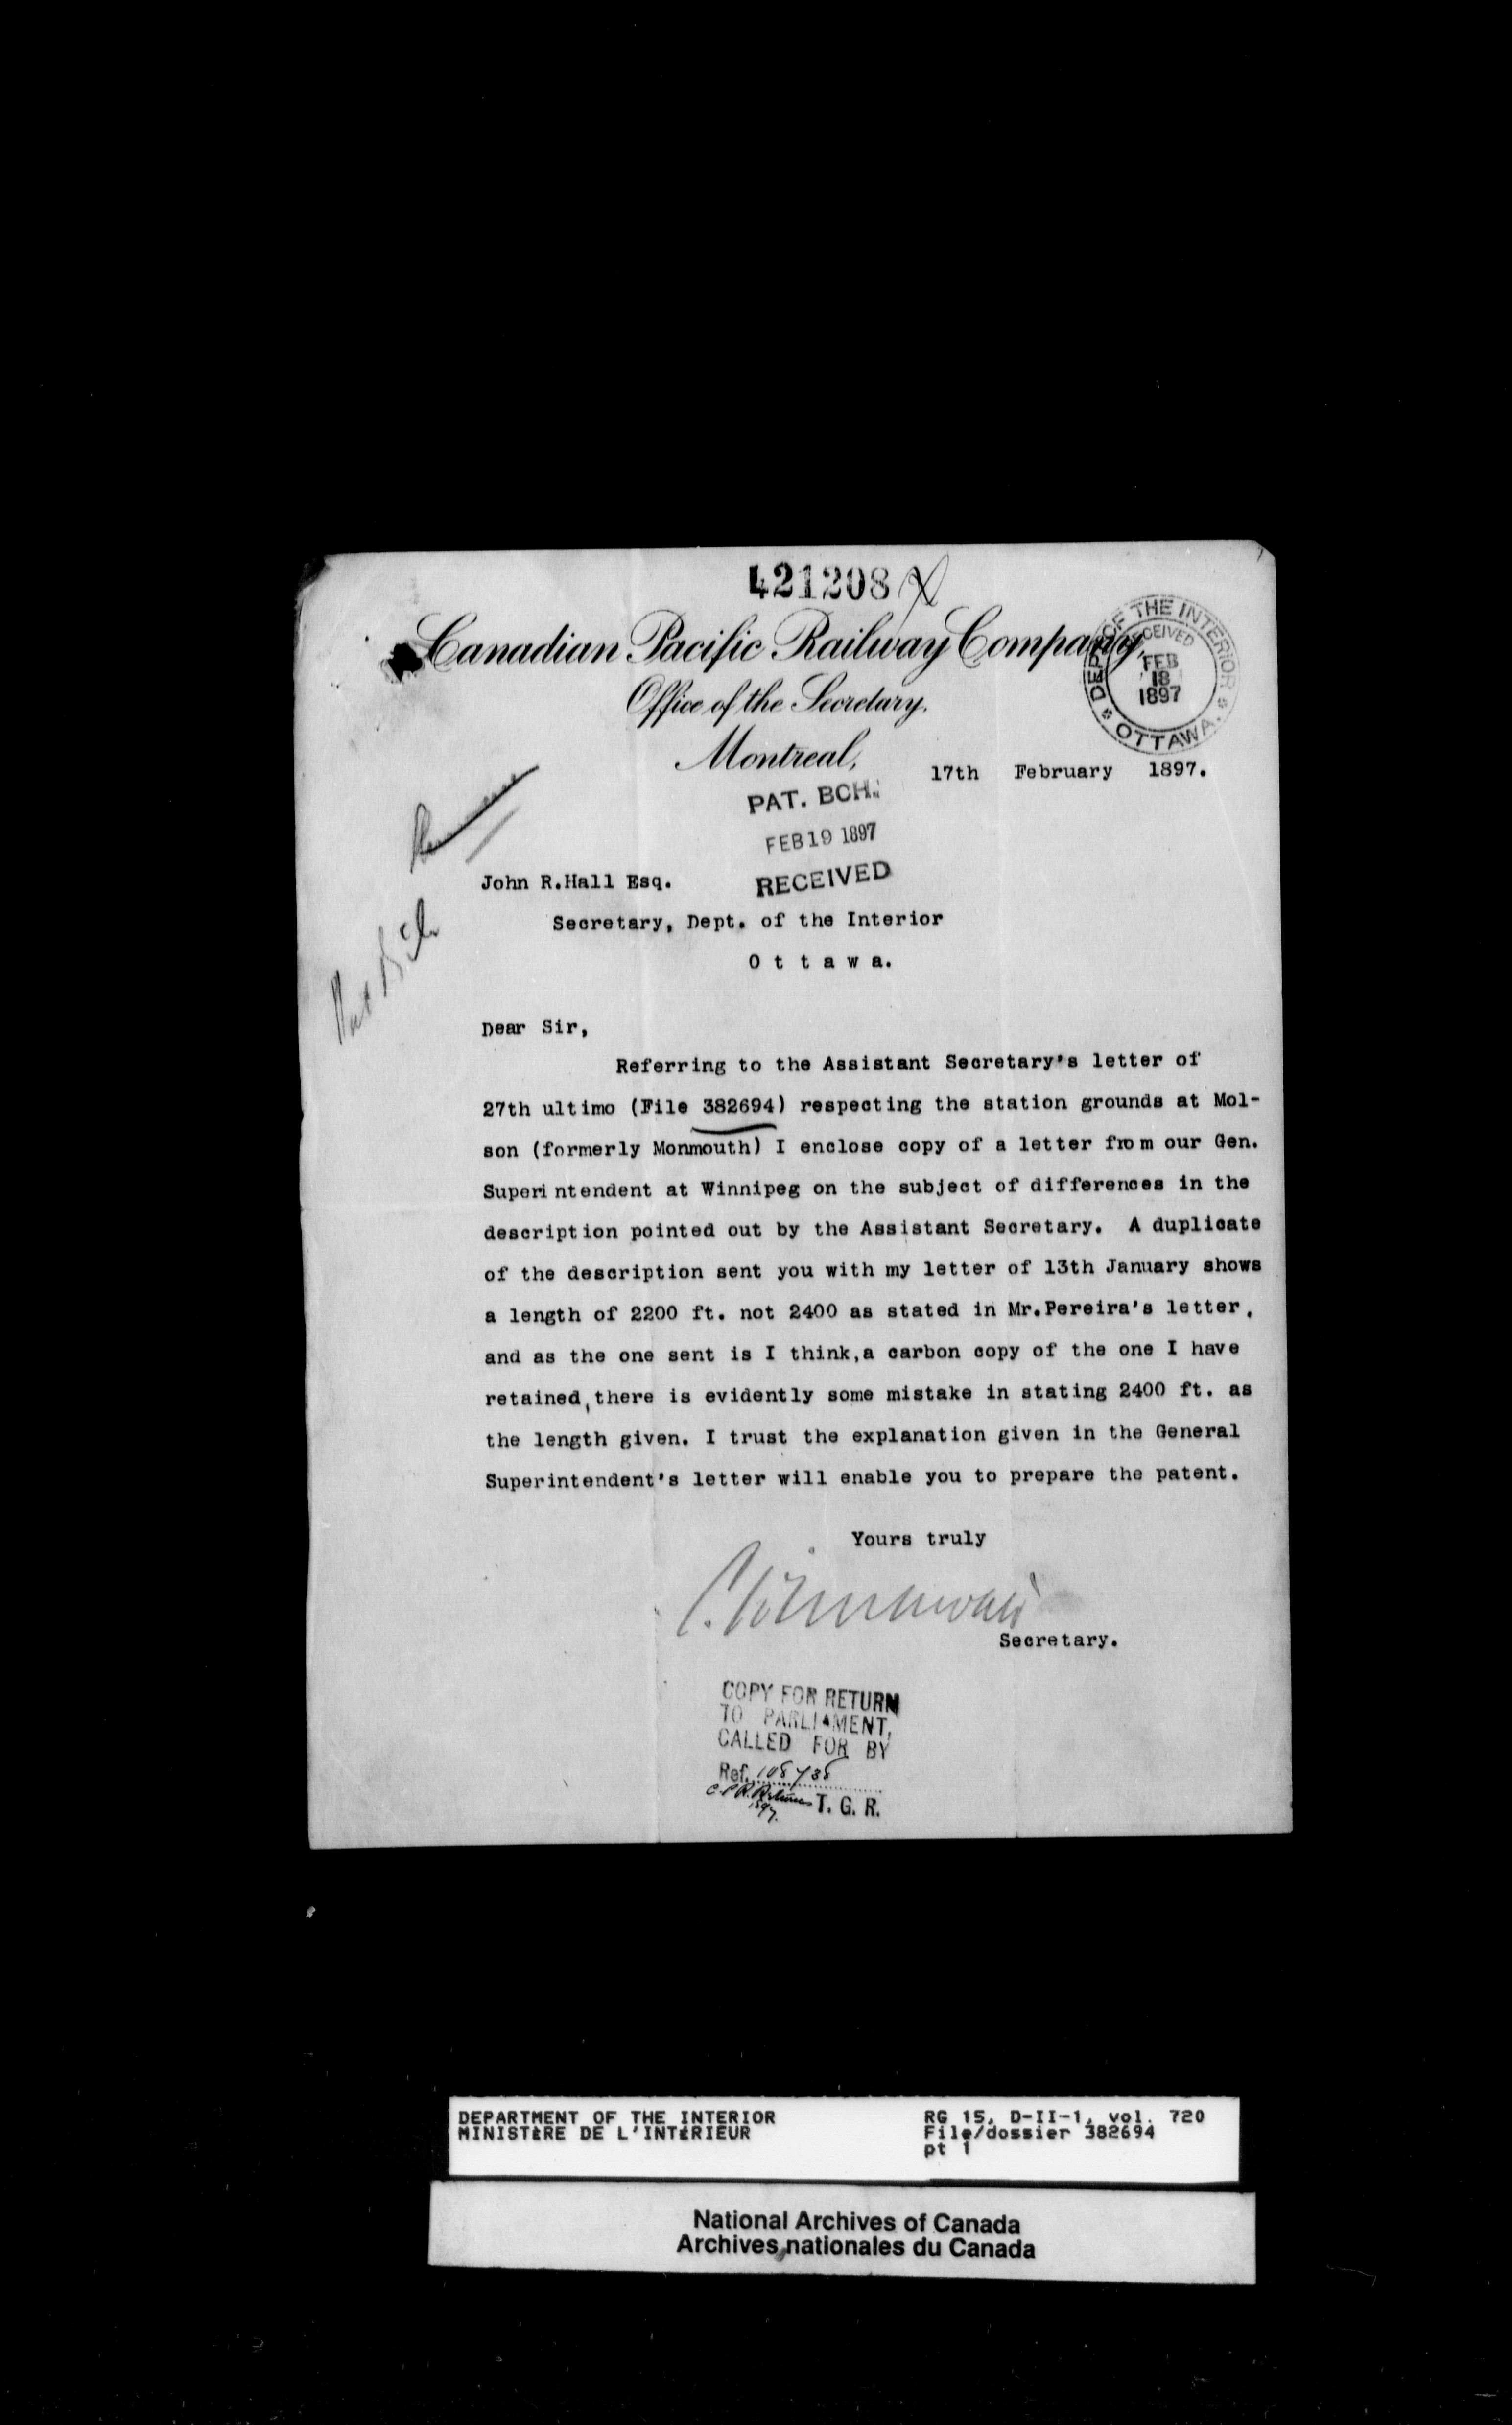 421208
Canadian Pacific Railway Company,
DEPT OF THE INTERIOR
RECEIVED
FEB
18
1897
* OTTAWA. *
Office of the Secretary.
Montreal,
17th February 1897.
PAT. BCH.
FEB 19 1897
RECEIVED
John R.Hall Esq.
Secretary, Dept. of the Interior
O t t a w a.
Pat Bch
Dear Sir,
Referring to the Assistant Secretary's letter of
27th ultimo (File 382694) respecting the station grounds at Mol-
son (formerly Monmouth) I enclose copy of a letter from our Gen.
Superintendent at Winnipeg on the subject of differences in the
description pointed out by the Assistant Secretary. A duplicate
of the description sent you with my letter of 13th January shows
a length of 2200 ft. not 2400 as stated in Mr.Pereira's letter,
and as the one sent is I think,a carbon copy of the one I have
retained,there is evidently some mistake in stating 2400 ft. as
the length given. I trust the explanation given in the General
Superintendent's letter will enable you to prepare the patent.
Yours truly
Secretary.
COPY FOR RETURN
TO PARLIAMENT,
CALLED FOR BY
Ref.
C.P.R. Returns T. G. R.
1897.
DEPARTMENT OF THE INTERIOR
MINISTÈRE DE L'INTÉRIEUR
RG 15, D-II-1, vol. 720
File/dossier 382694
pt 1
National Archives of Canada
Archives nationales du Canada